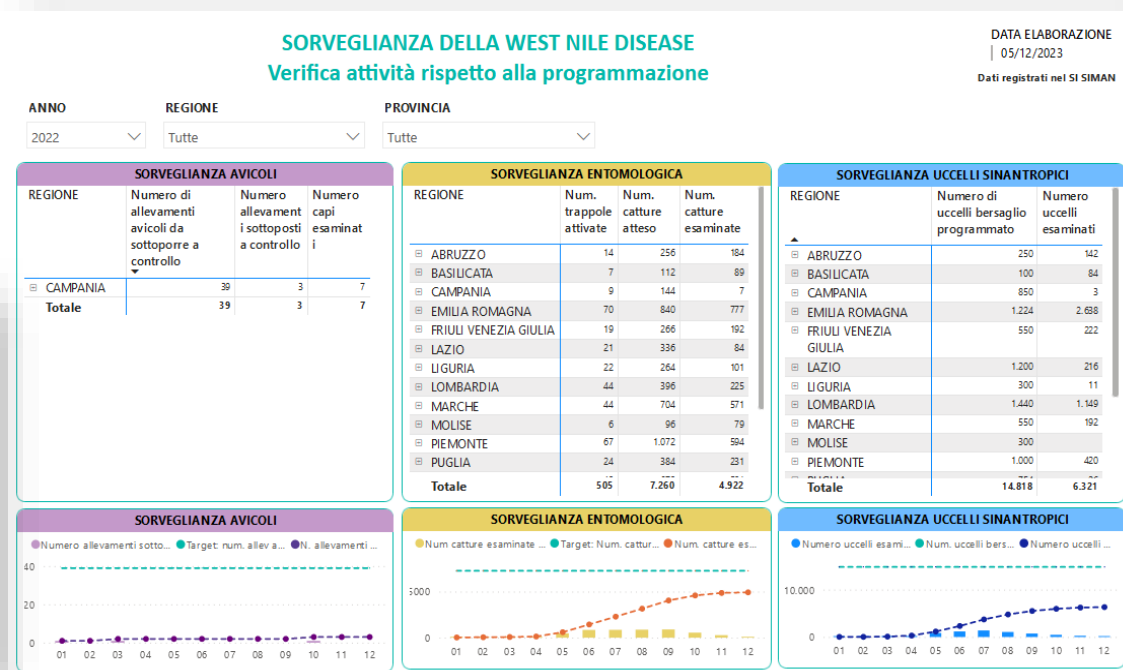 SORVEGLIANZA DELLA WEST NILE DISEASE
Verifica attività rispetto alla programmazione
DATA ELABORAZIONE
05/12/2023
Dati registrati nel SI SIMAN
ANNO REGIONE PROVINCIA
2022 Tutte Tutte
SORVEGLIANZA AVICOLI
REGIONE Numero di allevamenti avicoli da sottoporre a controllo Numero allevament i sottoposti a controllo Numero capi esaminat i
CAMPANIA 39 3 7
Totale 39 3 7
SORVEGLIANZA ENTOMOLOGICA
REGIONE Num. trappole attivate Num. catture atteso Num. catture esaminate
ABRUZZO 14 256 184
BASILICATA 7 112 89
CAMPANIA 9 144 7
EMILIA ROMAGNA 70 840 777
FRIULI VENEZIA GIULIA 19 266 192
LAZIO 21 336 84
LIGURIA 22 264 101
LOMBARDIA 44 396 225
MARCHE 44 704 571
MOLISE 6 96 79
PIEMONTE 67 1.072 594
PUGLIA 24 384 231
Totale 505 7.260 4.922
SORVEGLIANZA UCCELLI SINANTROPICI
REGIONE Numero di uccelli bersaglio programmato Numero uccelli esaminati
ABRUZZO 250 142
BASILICATA 100 84
CAMPANIA 850 3
EMILIA ROMAGNA 1.224 2.638
FRIULI VENEZIA GIULIA 550 222
LAZIO 1.200 216
LIGURIA 300 11
LOMBARDIA 1.440 1.149
MARCHE 550 192
MOLISE 300
PIEMONTE 1.000 420
Totale 14.818 6.321
SORVEGLIANZA AVICOLI
Numero allevamenti sotto... Target: num. allev a... N. allevamenti ...
40
20
0
01 02 03 04 05 06 07 08 09 10 11 12
SORVEGLIANZA ENTOMOLOGICA
Num catture esaminate ... Target: Num. cattur... Num. catture es...
5000
0
01 02 03 04 05 06 07 08 09 10 11 12
SORVEGLIANZA UCCELLI SINANTROPICI
Numero uccelli esami... Num. uccelli bers... Numero uccelli ...
10.000
0
01 02 03 04 05 06 07 08 09 10 11 12